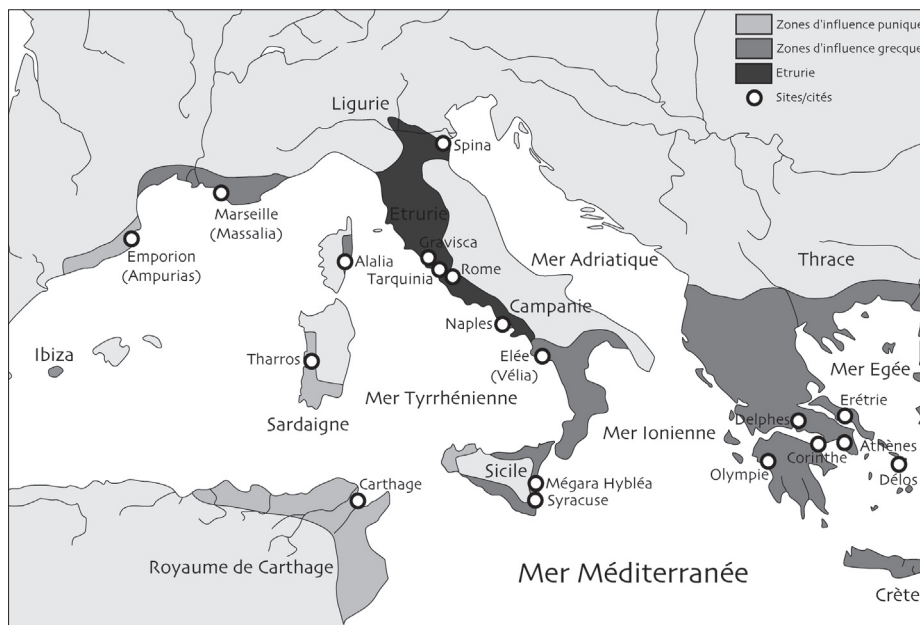 Zones d'influence punique
Zones d'influence grecque
Etrurie
Sites/cités
Ligurie
Spina
Marseille
(Massalia)
Etrurie
Emporion
(Ampurias)
Alalia
Gravisca
Tarquinia
Rome
Mer Adriatique
Thrace
Campanie
Naples
Ibiza
Tharros
Elée
(Vélia)
Mer Egée
Mer Tyrrhénienne
Sardaigne
Erétrie
Delphes
Mer Ionienne
Athènes
Corinthe
Sicile
Olympie
Délos
Carthage
Mégara Hybléa
Syracuse
Royaume de Carthage
Mer Méditerranée
Crète